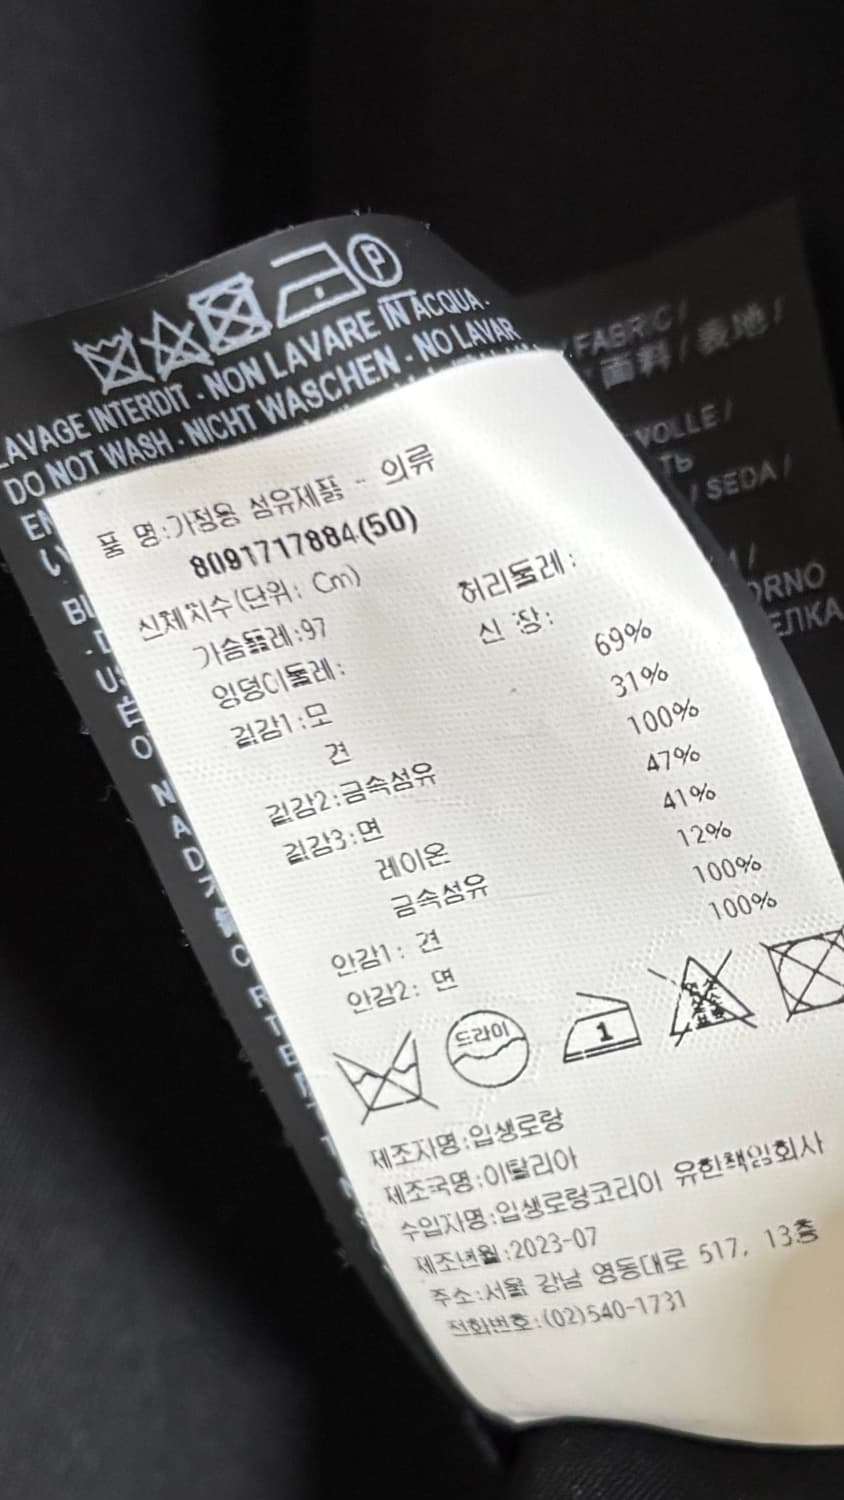 P
LAVAGE INTERDIT . NON LAVARE IN ACQUA .
DO NOT WASH . NICHT WASCHEN . NO LAVAR
품 명:가정용 섬유제품 - 의류
8091717884(50)
신체치수(단위: Cm)
가슴둘레:97 허리둘레:
엉덩이둘레: 신 장:
겉감1:모 69%
견 31%
겉감2:금속섬유 100%
겉감3:면 47%
레이온 41%
금속섬유 12%
안감1: 견 100%
안감2: 면 100%
드라이
1
제조자명:입생로랑
제조국명:이탈리아
수입자명:입생로랑코리아 유한책임회사
제조년월:2023-07
주소:서울 강남 영동대로 517, 13층
전화번호:(02)540-1731
/ FABRIC /
面料 / 表地 /
WOLLE /
ТЬ
/ SEDA /